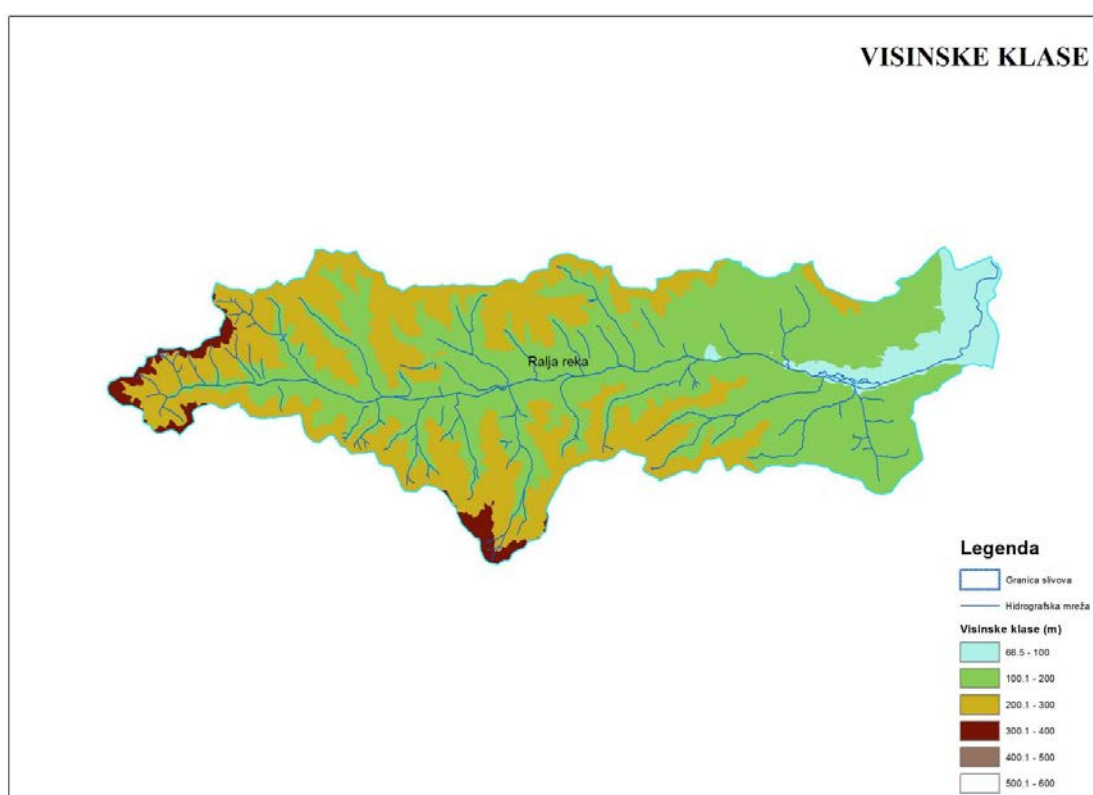 VISINSKE KLASE
Ralja reka
Legenda
Granica slivova
Hidrografska mreža
Visinske klase (m)
66.5 - 100
100.1 - 200
200.1 - 300
300.1 - 400
400.1 - 500
500.1 - 600